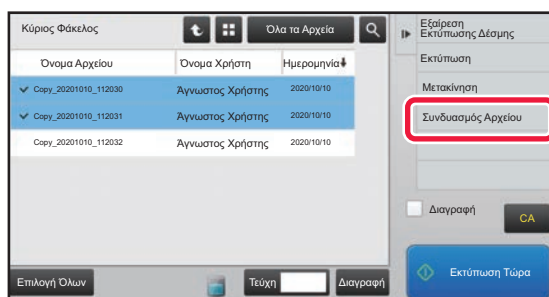 Κύριος Φάκελος
Όλα τα Αρχεία
Όνομα Αρχείου Όνομα Χρήστη Ημερομηνία
Copy_20201010_112030 Άγνωστος Χρήστης 2020/10/10
Copy_20201010_112031 Άγνωστος Χρήστης 2020/10/10
Copy_20201010_112032 Άγνωστος Χρήστης 2020/10/10
Επιλογή Όλων
Τεύχη
Διαγραφή
Εξαίρεση
Εκτύπωσης Δέσμης
Εκτύπωση
Μετακίνηση
Συνδυασμός Αρχείου
Διαγραφή
CA
Εκτύπωση Τώρα